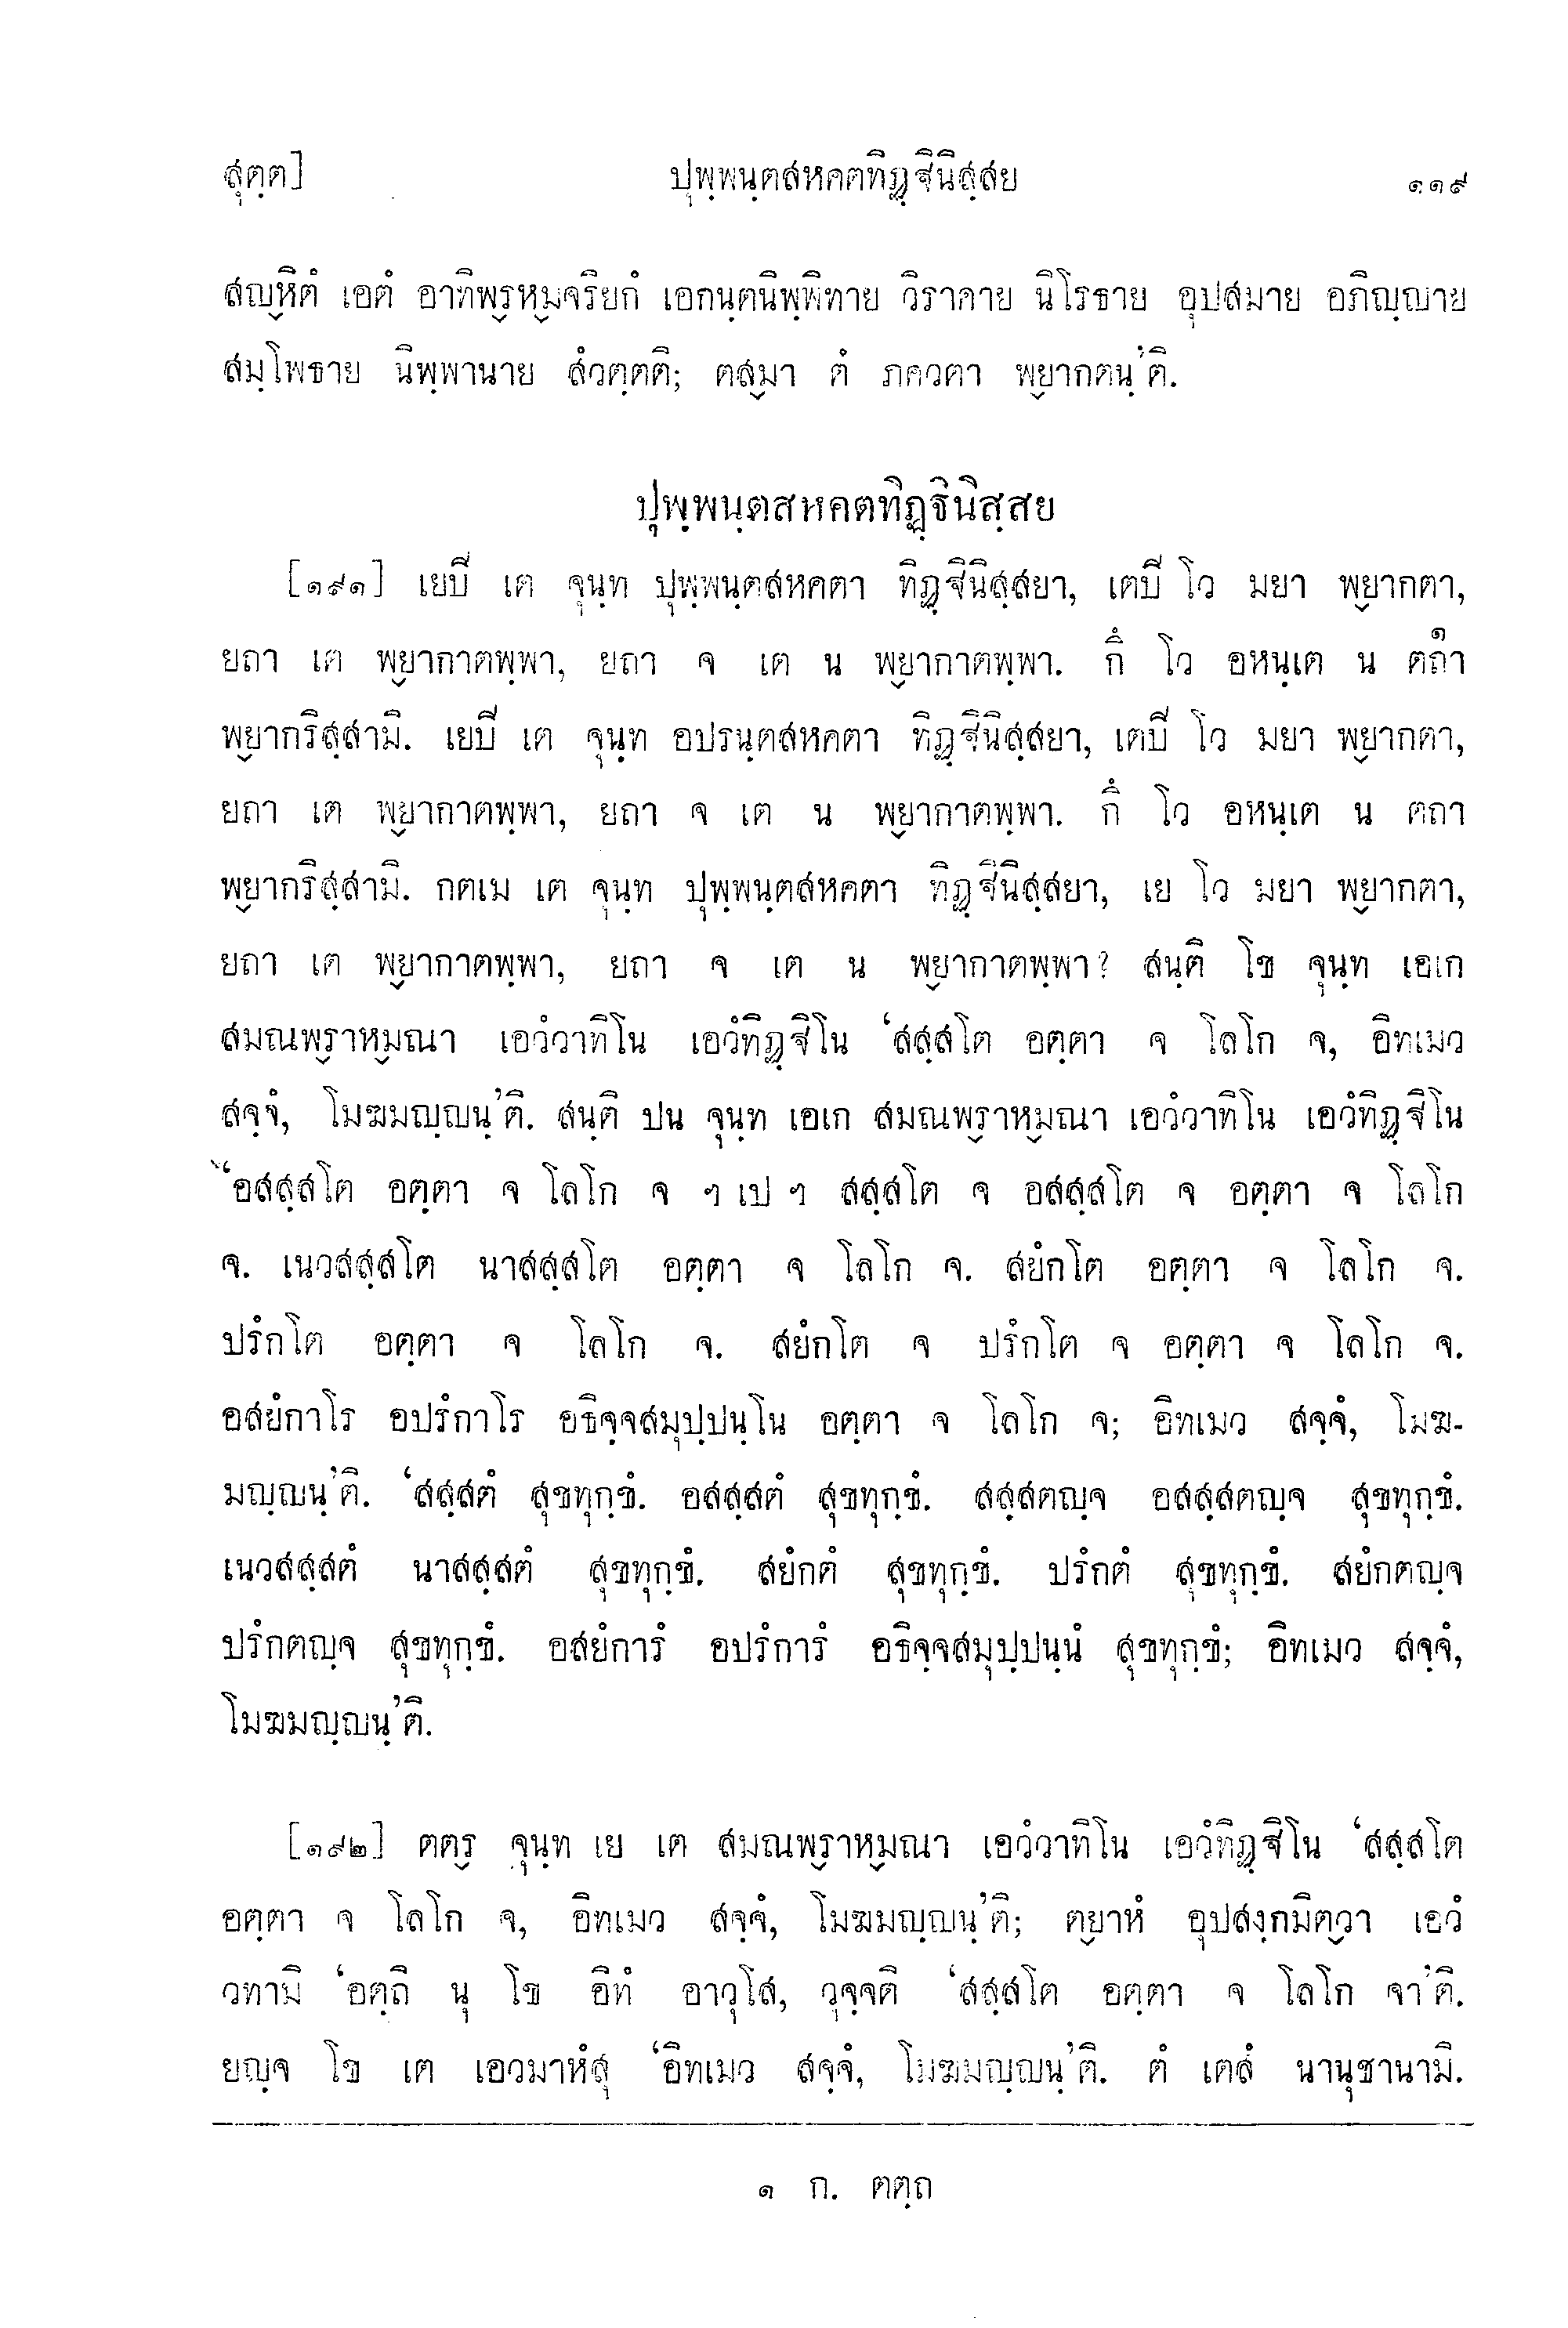 สุตฺต] ปุพฺพนฺตสหคตทิฏฺฐินิสฺสย ๑๑๙
สญฺหิตํ เอตํ อาทิพฺรหฺมจริยกํ เอกนฺตนิพฺพิทาย วิราคาย นิโรธาย อุปสมาย อภิญฺญาย
สมฺโพธาย นิพฺพานาย สํวตฺตติ; ตสฺมา ตํ ภควตา พฺยากตนฺ’ติ.
ปุพฺพนฺตสหคตทิฏฺฐินิสฺสย
[๑๙๑] เยปี เต จุนฺท ปุพฺพนฺตสหคตา ทิฏฺฐินิสฺสยา, เตปี โว มยา พฺยากตา,
ยถา เต พฺยากาตพฺพา, ยถา จ เต น พฺยากาตพฺพา. กึ โว อหนฺเต น ตถา๑
พฺยากริสฺสามิ. เยปี เต จุนฺท อปรนฺตสหคตา ทิฏฺฐินิสฺสยา, เตปี โว มยา พฺยากตา,
ยถา เต พฺยากาตพฺพา, ยถา จ เต น พฺยากาตพฺพา. กึ โว อหนฺเต น ตถา
พฺยากริสฺสามิ. กตเม เต จุนฺท ปุพฺพนฺตสหคตา ทิฏฺฐินิสฺสยา, เย โว มยา พฺยากตา,
ยถา เต พฺยากาตพฺพา, ยถา จ เต น พฺยากาตพฺพา? สนฺติ โข จุนฺท เอเก
สมณพฺราหฺมณา เอวํวาทิโน เอวํทิฏฺฐิโน ‘สสฺสโต อตฺตา จ โลโก จ, อิทเมว
สจฺจํ, โมฆมญฺญนฺ’ติ. สนฺติ ปน จุนฺท เอเก สมณพฺราหฺมณา เอวํวาทิโน เอวํทิฏฺฐิโน
‘อสสฺสโต อตฺตา จ โลโก จ ฯ เป ฯ สสฺสโต จ อสสฺสโต จ อตฺตา จ โลโก
จ. เนวสสฺสโต นาสสฺสโต อตฺตา จ โลโก จ. สยํกโต อตฺตา จ โลโก จ.
ปรํกโต อตฺตา จ โลโก จ. สยํกโต จ ปรํกโต จ อตฺตา จ โลโก จ.
อสยํกาโร อปรํกาโร อธิจฺจสมุปฺปนฺโน อตฺตา จ โลโก จ; อิทเมว สจฺจํ, โมฆ-
มญฺญนฺ’ติ. ‘สสฺสตํ สุขทุกฺขํ. อสสฺสตํ สุขทุกฺขํ. สสฺสตญฺจ อสสฺสตญฺจ สุขทุกฺขํ.
เนวสสฺสตํ นาสสฺสตํ สุขทุกฺขํ. สยํกตํ สุขทุกฺขํ. ปรํกตํ สุขทุกฺขํ. สยํกตญฺจ
ปรํกตญฺจ สุขทุกฺขํ. อสยํการํ อปรํการํ อธิจฺจสมุปฺปนฺนํ สุขทุกฺขํ; อิทเมว สจฺจํ,
โมฆมญฺญนฺ’ติ.
[๑๙๒] ตตฺร จุนฺท เย เต สมณพฺราหฺมณา เอวํวาทิโน เอวํทิฏฺฐิโน ‘สสฺสโต
อตฺตา จ โลโก จ, อิทเมว สจฺจํ, โมฆมญฺญนฺ’ติ; ตฺยาหํ อุปสงฺกมิตฺวา เอวํ
วทามิ ‘อตฺถิ นุ โข อิทํ อาวุโส, วุจฺจติ ‘สสฺสโต อตฺตา จ โลโก จา’ติ.
ยญฺจ โข เต เอวมาหํสุ ‘อิทเมว สจฺจํ, โมฆมญฺญนฺ’ติ. ตํ เตสํ นานุชานามิ.
๑ ก. ตตฺถ